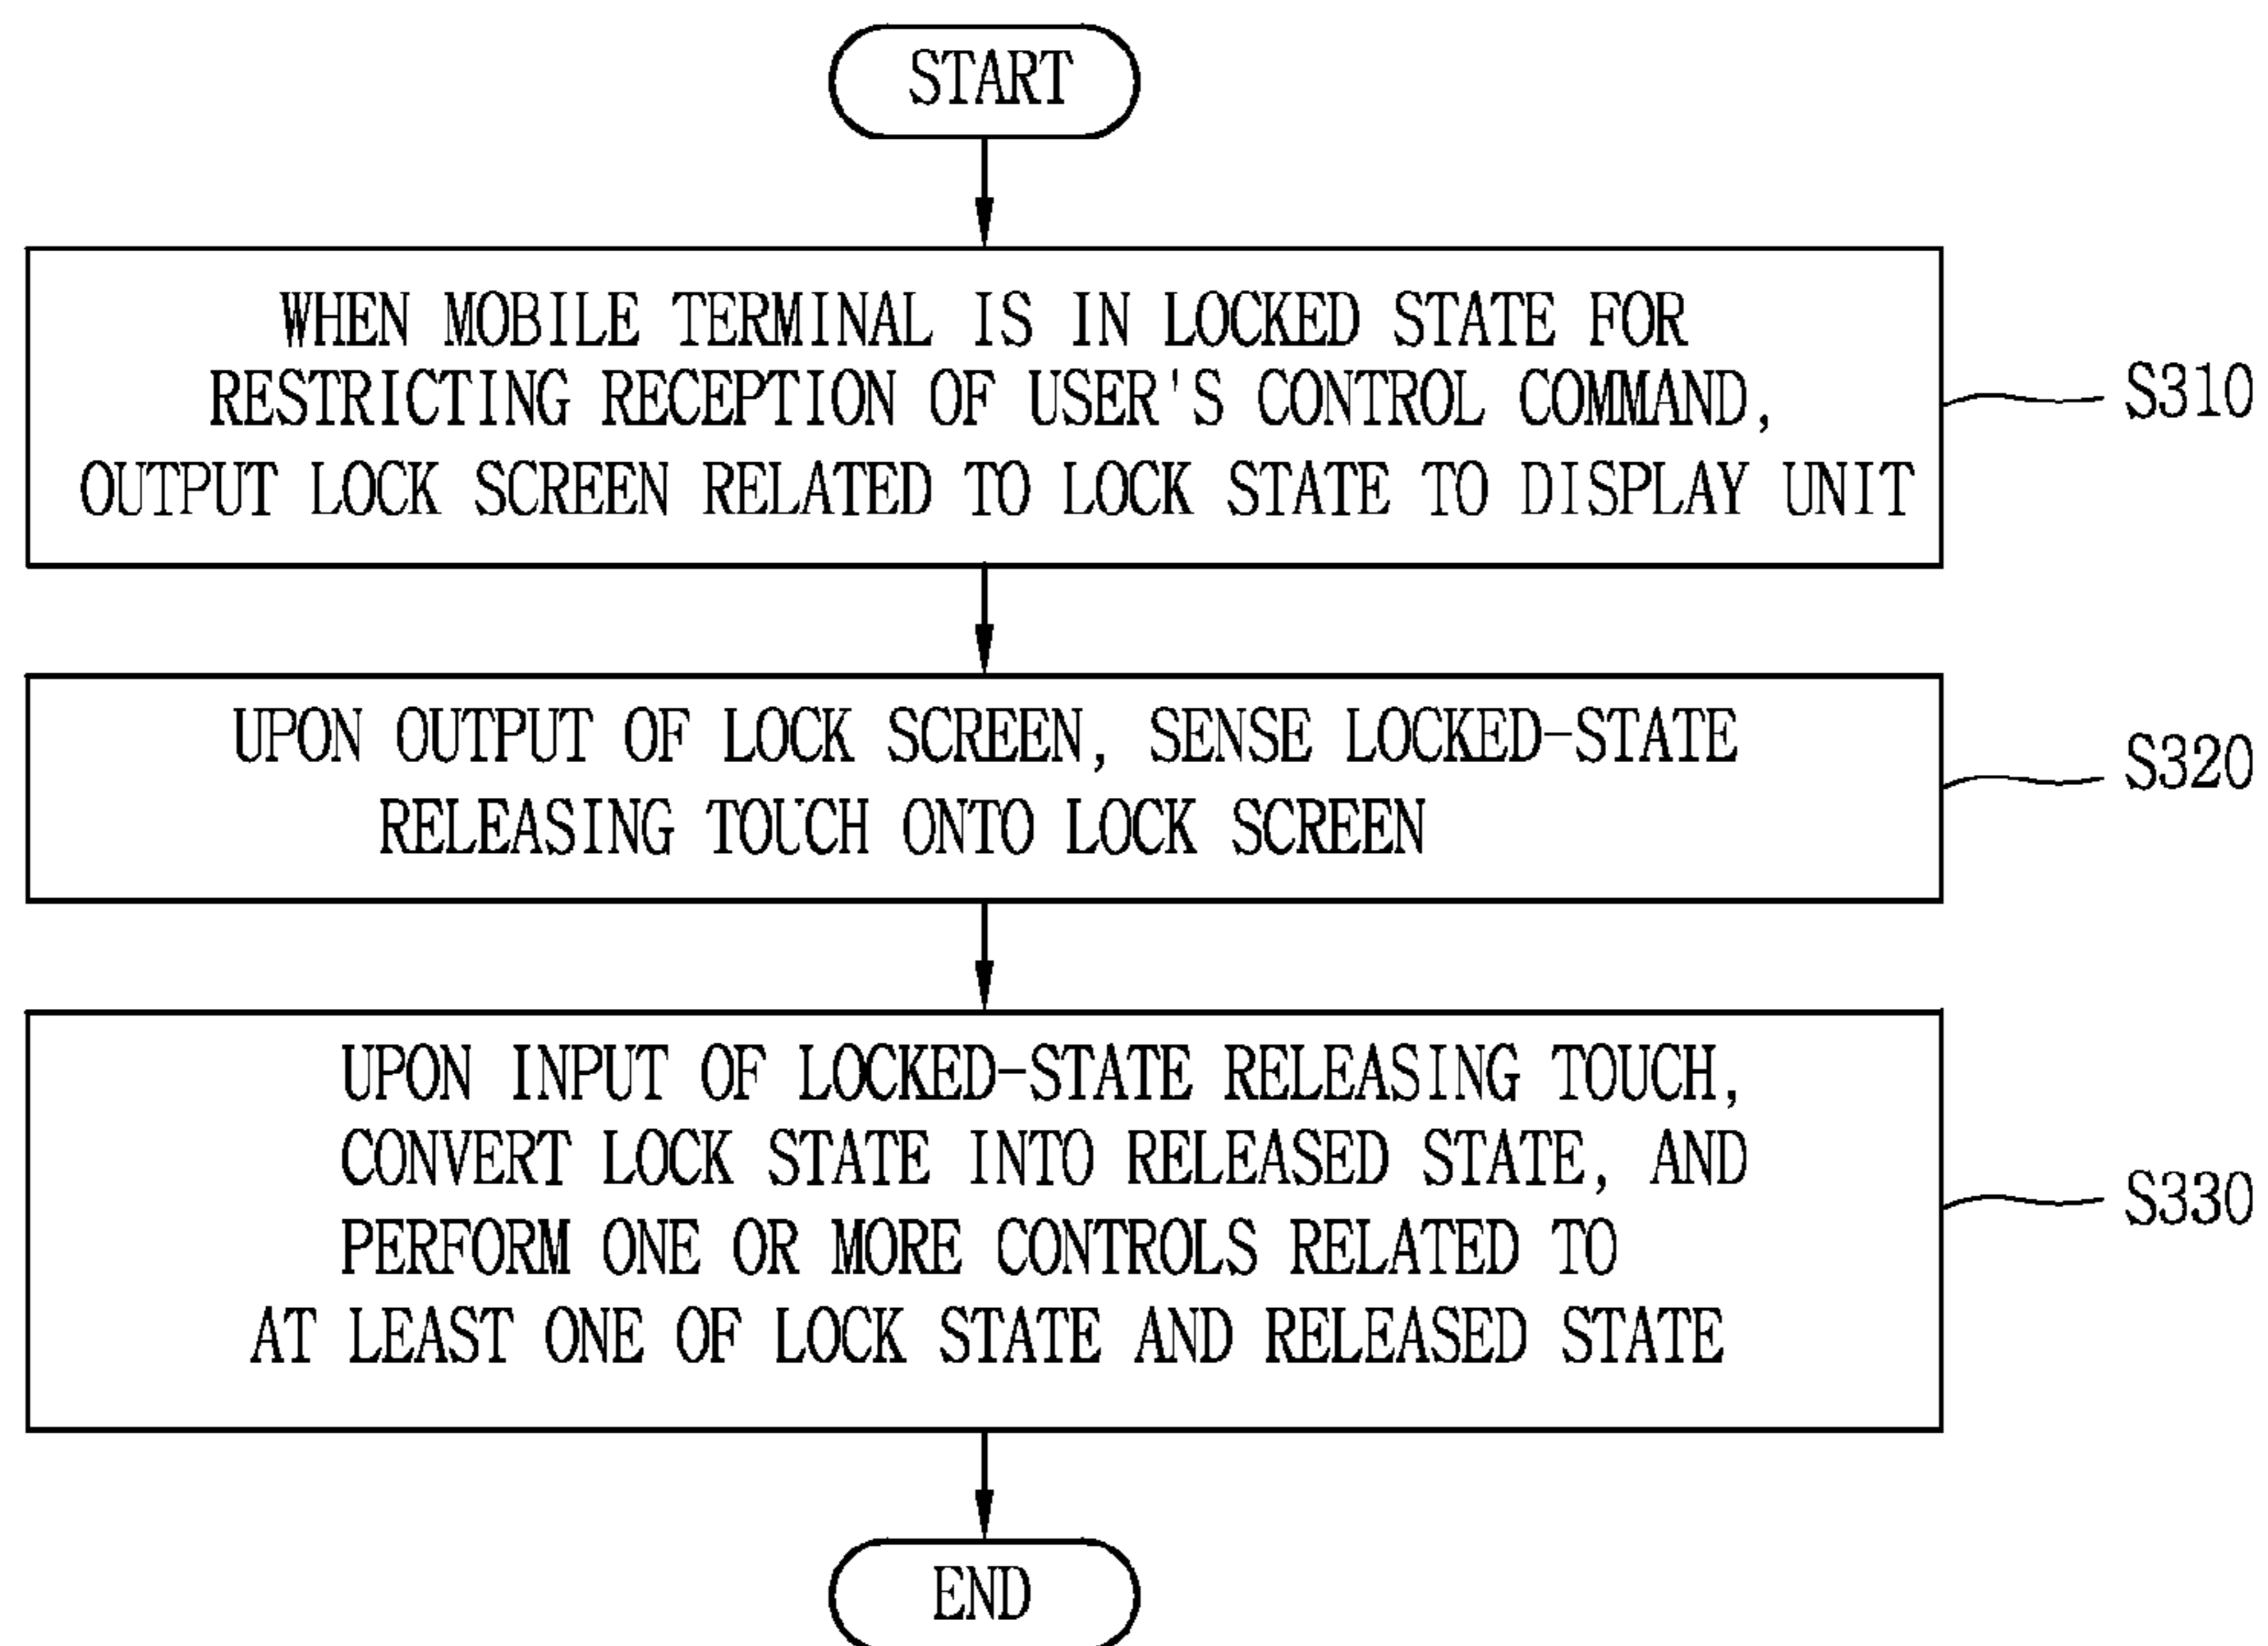 START
WHEN MOBILE TERMINAL IS IN LOCKED STATE FOR
RESTRICTING RECEPTION OF USER'S CONTROL COMMAND,
OUTPUT LOCK SCREEN RELATED TO LOCK STATE TO DISPLAY UNIT
S310
UPON OUTPUT OF LOCK SCREEN, SENSE LOCKED-STATE
RELEASING TOUCH ONTO LOCK SCREEN
S320
UPON INPUT OF LOCKED-STATE RELEASING TOUCH,
CONVERT LOCK STATE INTO RELEASED STATE, AND
PERFORM ONE OR MORE CONTROLS RELATED TO
AT LEAST ONE OF LOCK STATE AND RELEASED STATE
S330
END